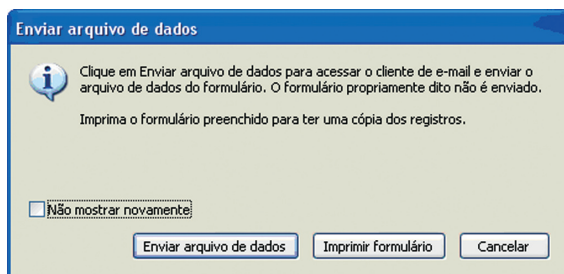 Enviar arquivo de dados
Clique em Enviar arquivo de dados para acessar o cliente de e-mail e enviar o
arquivo de dados do formulário. O formulário propriamente dito não é enviado.
Imprima o formulário preenchido para ter uma cópia dos registros.
Não mostrar novamente
Enviar arquivo de dados
Imprimir formulário
Cancelar